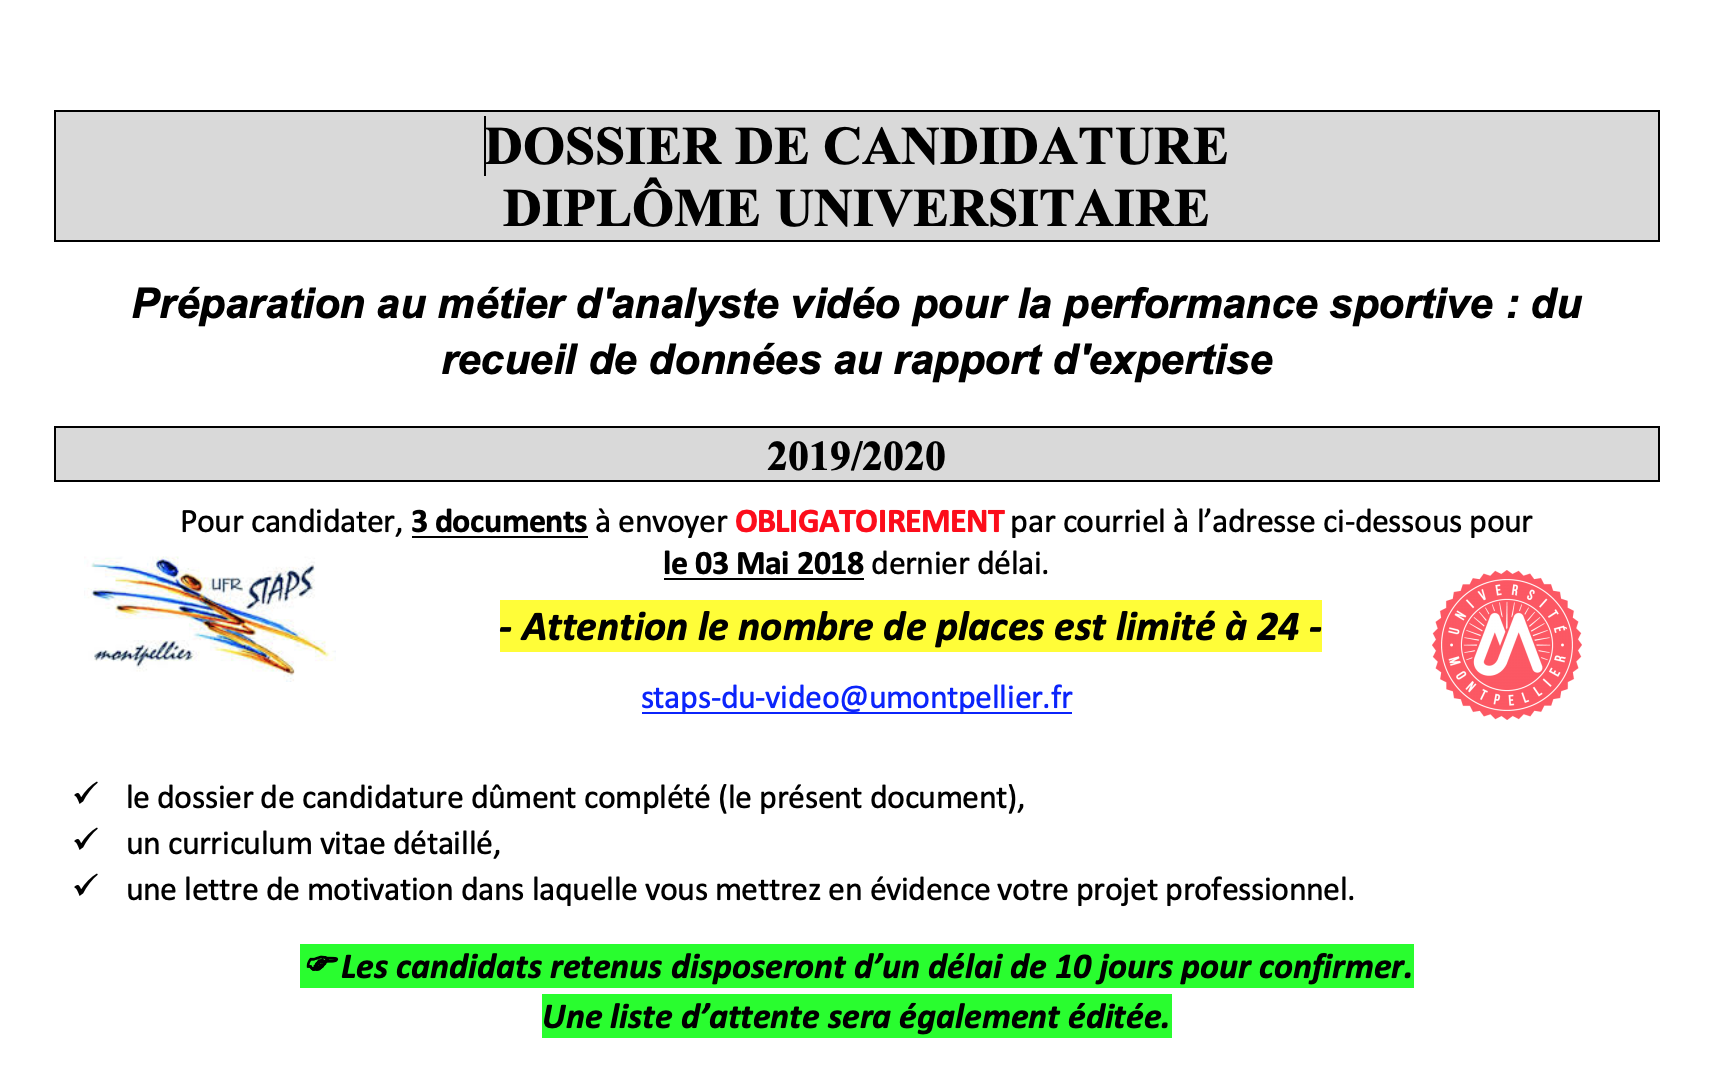 DOSSIER DE CANDIDATURE
DIPLÔME UNIVERSITAIRE
Préparation au métier d'analyste vidéo pour la performance sportive : du
recueil de données au rapport d'expertise
2019/2020
Pour candidater, 3 documents à envoyer OBLIGATOIREMENT par courriel à l’adresse ci-dessous pour
le 03 Mai 2018 dernier délai.
UFR STAPS
montpellier
- Attention le nombre de places est limité à 24 -
UNIVERSITÉ
MONTPELLIER
staps-du-video@umontpellier.fr
✓ le dossier de candidature dûment complété (le présent document),
✓ un curriculum vitae détaillé,
✓ une lettre de motivation dans laquelle vous mettrez en évidence votre projet professionnel.
☞ Les candidats retenus disposeront d’un délai de 10 jours pour confirmer.
Une liste d’attente sera également éditée.